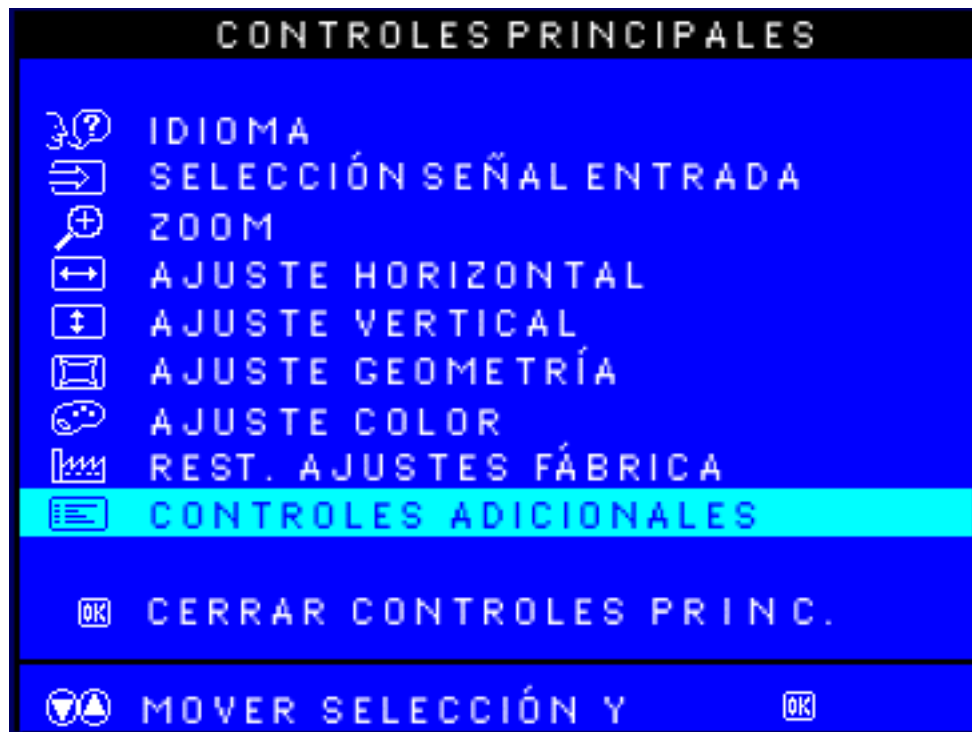 CONTROLES PRINCIPALES
IDIOMA
SELECCIÓN SEÑAL ENTRADA
ZOOM
AJUSTE HORIZONTAL
AJUSTE VERTICAL
AJUSTE GEOMETRÍA
AJUSTE COLOR
REST. AJUSTES FÁBRICA
CONTROLES ADICIONALES
OK CERRAR CONTROLES PRINC.
MOVER SELECCIÓN Y OK